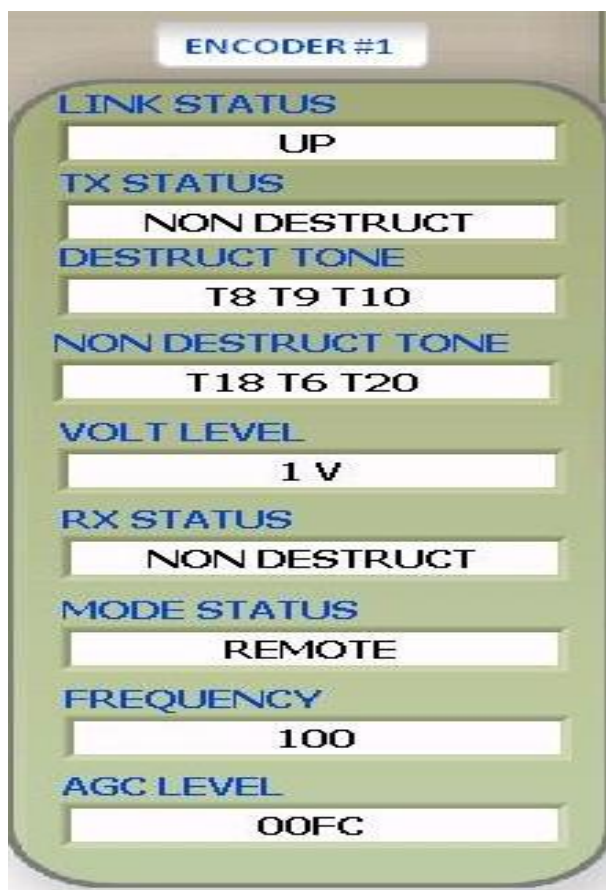 ENCODER #1
LINK STATUS
UP
TX STATUS
NON DESTRUCT
DESTRUCT TONE
T8 T9 T10
NON DESTRUCT TONE
T18 T6 T20
VOLT LEVEL
1 V
RX STATUS
NON DESTRUCT
MODE STATUS
REMOTE
FREQUENCY
100
AGC LEVEL
00FC